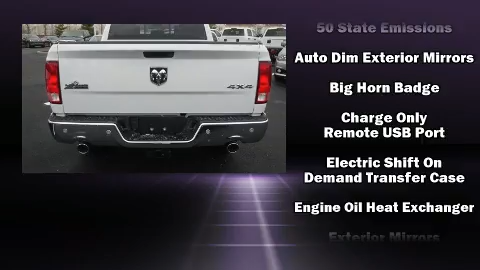 50 State Emissions
Auto Dim Exterior Mirrors
Big Horn Badge
Charge Only
Remote USB Port
Electric Shift On
Demand Transfer Case
Engine Oil Heat Exchanger
Exterior Mirrors
4X4